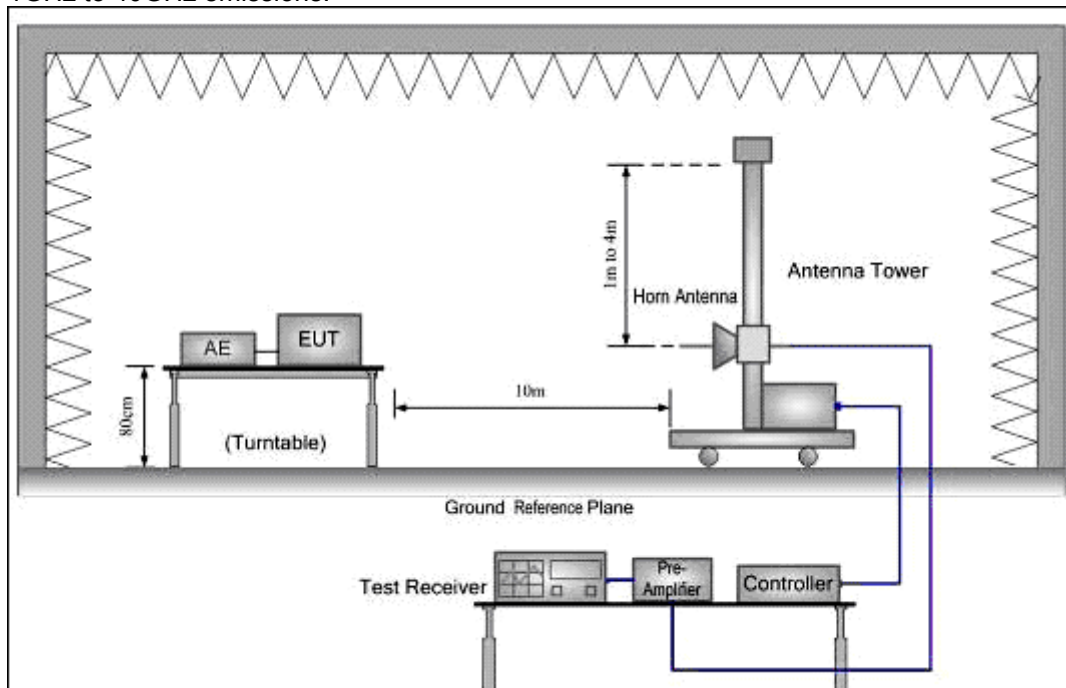 1m to 4m
Antenna Tower
Horn Antenna
EUT
AE
10m
80cm
(Turntable)
Ground Reference Plane
Test Receiver
Pre-
Amplifier
Controller